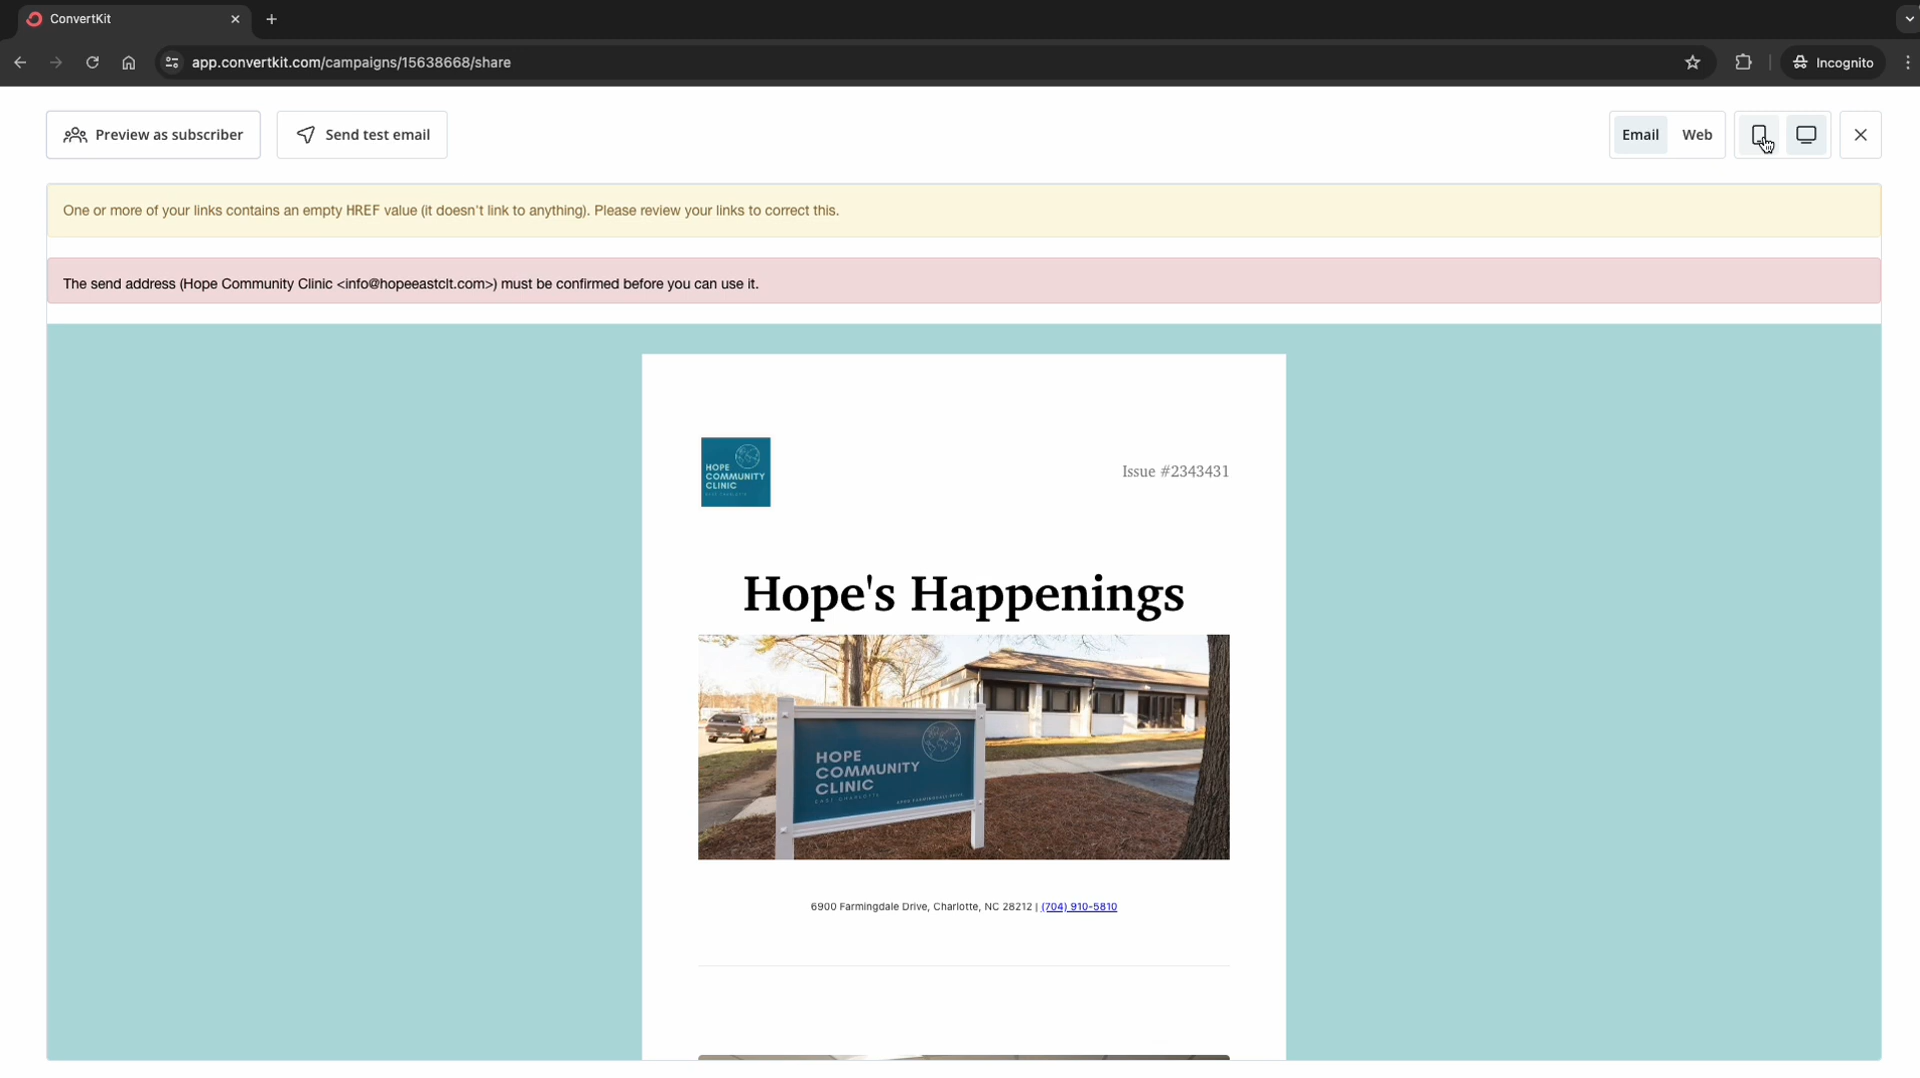 ConvertKit
app.convertkit.com/campaigns/15638668/share
Incognito
Preview as subscriber
Send test email
Email
Web
One or more of your links contains an empty HREF value (it doesn't link to anything). Please review your links to correct this.
The send address (Hope Community Clinic <info@hopeeastclt.com>) must be confirmed before you can use it.
HOPE
COMMUNITY
CLINIC
Issue #2343431
Hope's Happenings
HOPE
COMMUNITY
CLINIC
EAST CHARLOTTE
6900 Farmingdale Drive, Charlotte, NC 28212 | (704) 910-5810